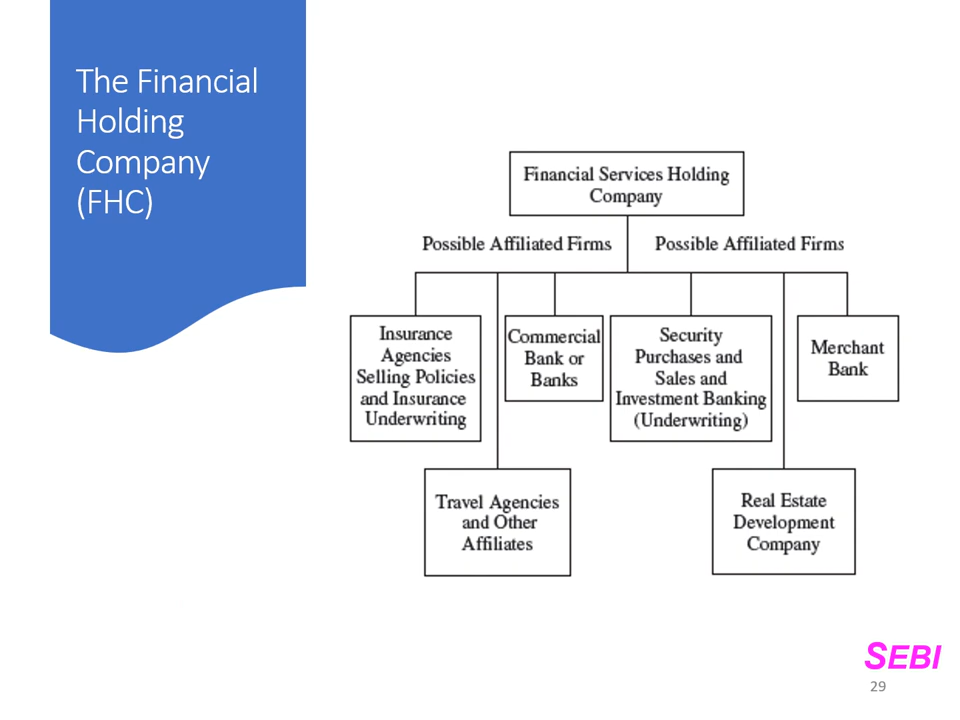 The Financial
Holding
Company
(FHC)
Financial Services Holding
Company
Possible Affiliated Firms
Possible Affiliated Firms
Insurance
Agencies
Selling Policies
and Insurance
Underwriting
Commercial
Bank or
Banks
Security
Purchases and
Sales and
Investment Banking
(Underwriting)
Merchant
Bank
Travel Agencies
and Other
Affiliates
Real Estate
Development
Company
SEBI
29